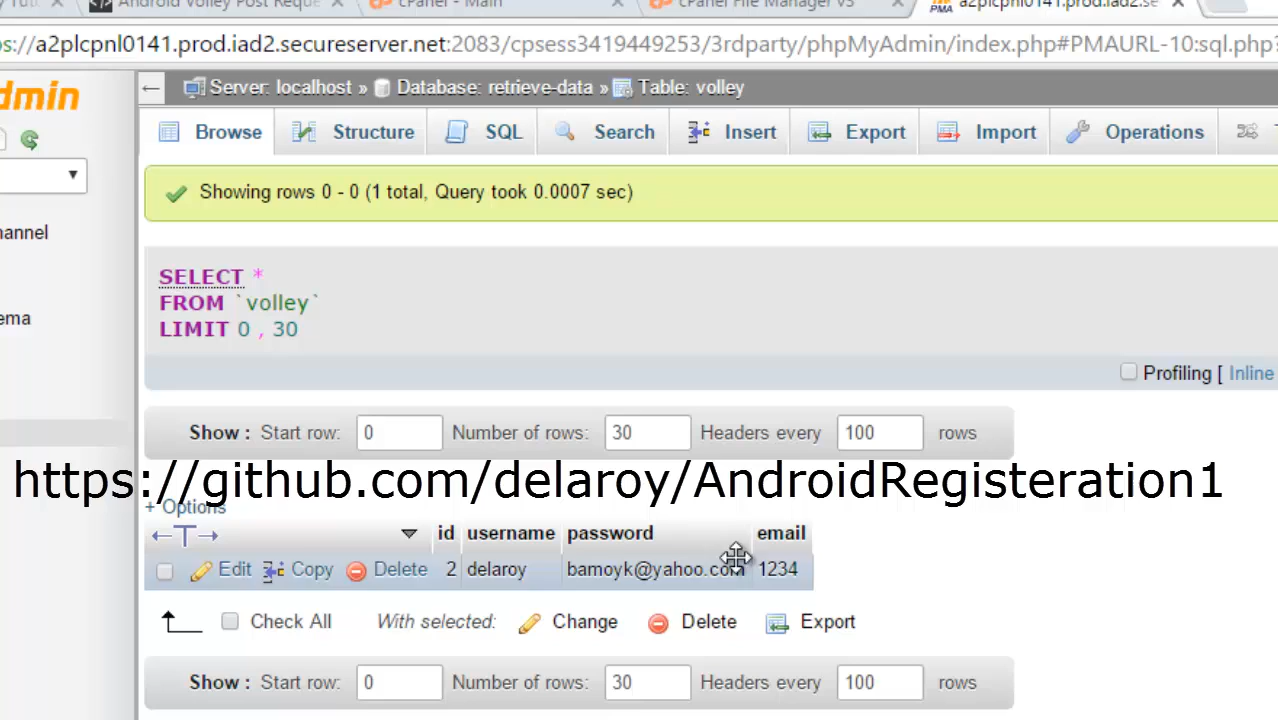 Android Volley Post Reque
cPanel - Main
cPanel File Manager v3
PMA a2plcpnl0141.prod.iad2.se
s://a2plcpnl0141.prod.iad2.secureserver.net:2083/cpsess3419449253/3rdparty/phpMyAdmin/index.php#PMAURL-10:sql.php?
dmin
← Server: localhost » Database: retrieve-data » Table: volley
Browse Structure SQL Search Insert Export Import Operations
Showing rows 0 - 0 (1 total, Query took 0.0007 sec)
hannel
ema
SELECT *
FROM `volley`
LIMIT 0 , 30
Profiling [ Inline
Show : Start row: 0 Number of rows: 30 Headers every 100 rows
https://github.com/delaroy/AndroidRegisteration1
+ Options
←T→ id username password email
Edit Copy Delete 2 delaroy bamoyk@yahoo.com 1234
Check All With selected: Change Delete Export
Show : Start row: 0 Number of rows: 30 Headers every 100 rows